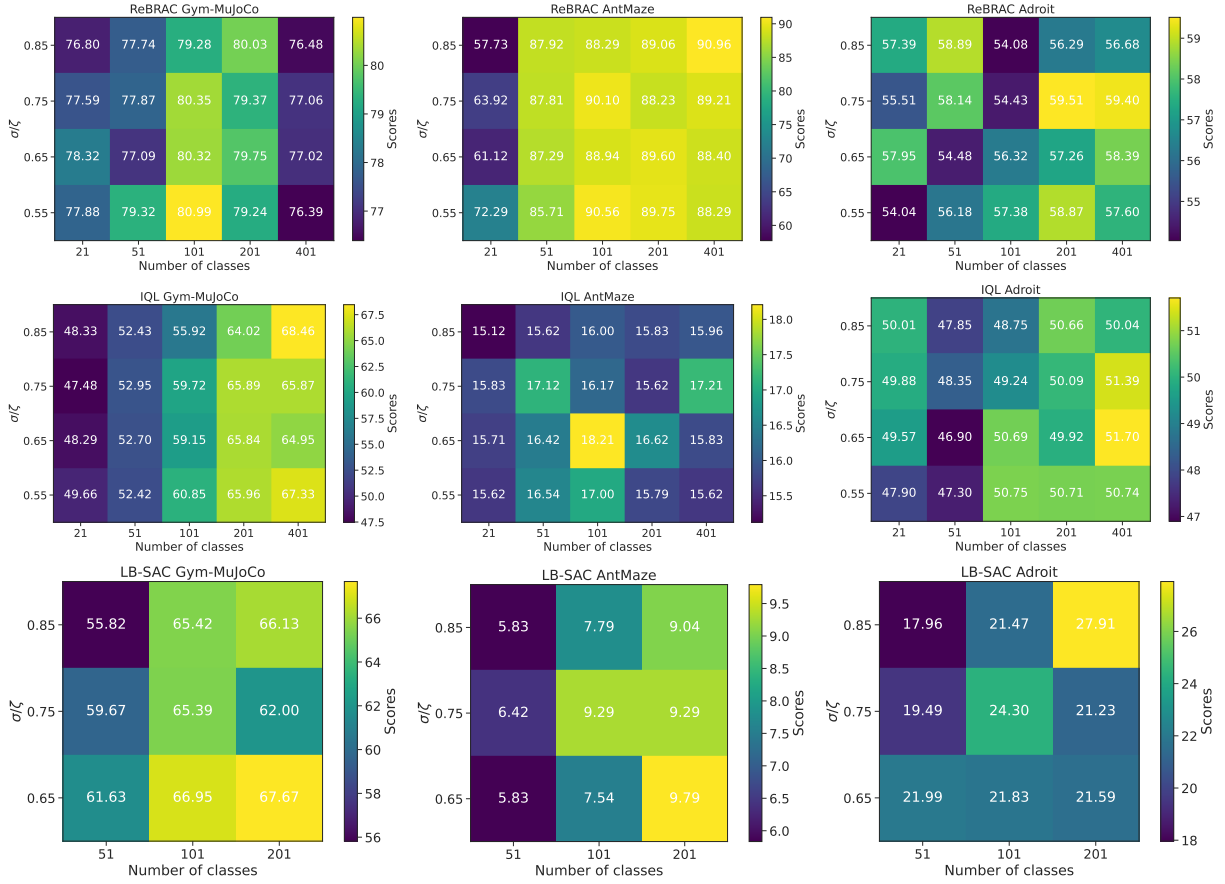 ReBRAC Gym-MuJoCo
0.85 76.80 77.74 79.28 80.03 76.48
0.75 77.59 77.87 80.35 79.37 77.06
0.65 78.32 77.09 80.32 79.75 77.02
0.55 77.88 79.32 80.99 79.24 76.39
σ/ζ
21 51 101 201 401
Number of classes
80
79
78
77
Scores
ReBRAC AntMaze
0.85 57.73 87.92 88.29 89.06 90.96
0.75 63.92 87.81 90.10 88.23 89.21
0.65 61.12 87.29 88.94 89.60 88.40
0.55 72.29 85.71 90.56 89.75 88.29
σ/ζ
21 51 101 201 401
Number of classes
90
85
80
75
70
65
60
Scores
ReBRAC Adroit
0.85 57.39 58.89 54.08 56.29 56.68
0.75 55.51 58.14 54.43 59.51 59.40
0.65 57.95 54.48 56.32 57.26 58.39
0.55 54.04 56.18 57.38 58.87 57.60
σ/ζ
21 51 101 201 401
Number of classes
59
58
57
56
55
Scores
IQL Gym-MuJoCo
0.85 48.33 52.43 55.92 64.02 68.46
0.75 47.48 52.95 59.72 65.89 65.87
0.65 48.29 52.70 59.15 65.84 64.95
0.55 49.66 52.42 60.85 65.96 67.33
σ/ζ
21 51 101 201 401
Number of classes
67.5
65.0
62.5
60.0
57.5
55.0
52.5
50.0
47.5
Scores
IQL AntMaze
0.85 15.12 15.62 16.00 15.83 15.96
0.75 15.83 17.12 16.17 15.62 17.21
0.65 15.71 16.42 18.21 16.62 15.83
0.55 15.62 16.54 17.00 15.79 15.62
σ/ζ
21 51 101 201 401
Number of classes
18.0
17.5
17.0
16.5
16.0
15.5
Scores
IQL Adroit
0.85 50.01 47.85 48.75 50.66 50.04
0.75 49.88 48.35 49.24 50.09 51.39
0.65 49.57 46.90 50.69 49.92 51.70
0.55 47.90 47.30 50.75 50.71 50.74
σ/ζ
21 51 101 201 401
Number of classes
51
50
49
48
47
Scores
LB-SAC Gym-MuJoCo
0.85 55.82 65.42 66.13
0.75 59.67 65.39 62.00
0.65 61.63 66.95 67.67
σ/ζ
51 101 201
Number of classes
66
64
62
60
58
56
Scores
LB-SAC AntMaze
0.85 5.83 7.79 9.04
0.75 6.42 9.29 9.29
0.65 5.83 7.54 9.79
σ/ζ
51 101 201
Number of classes
9.5
9.0
8.5
8.0
7.5
7.0
6.5
6.0
Scores
LB-SAC Adroit
0.85 17.96 21.47 27.91
0.75 19.49 24.30 21.23
0.65 21.99 21.83 21.59
σ/ζ
51 101 201
Number of classes
26
24
22
20
18
Scores